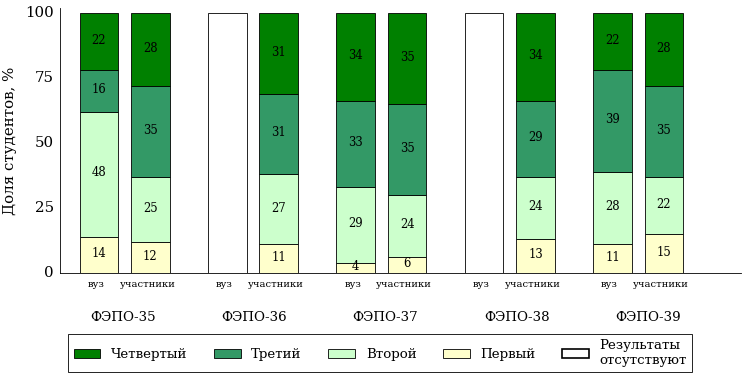 Доля студентов, %
100
75
50
25
0
22 16 48 14
28 35 25 12
31 31 27 11
34 33 29 4
35 35 24 6
34 29 24 13
22 39 28 11
28 35 22 15
вуз участники вуз участники вуз участники вуз участники вуз участники
ФЭПО-35 ФЭПО-36 ФЭПО-37 ФЭПО-38 ФЭПО-39
Четвертый Третий Второй Первый Результаты
отсутствуют